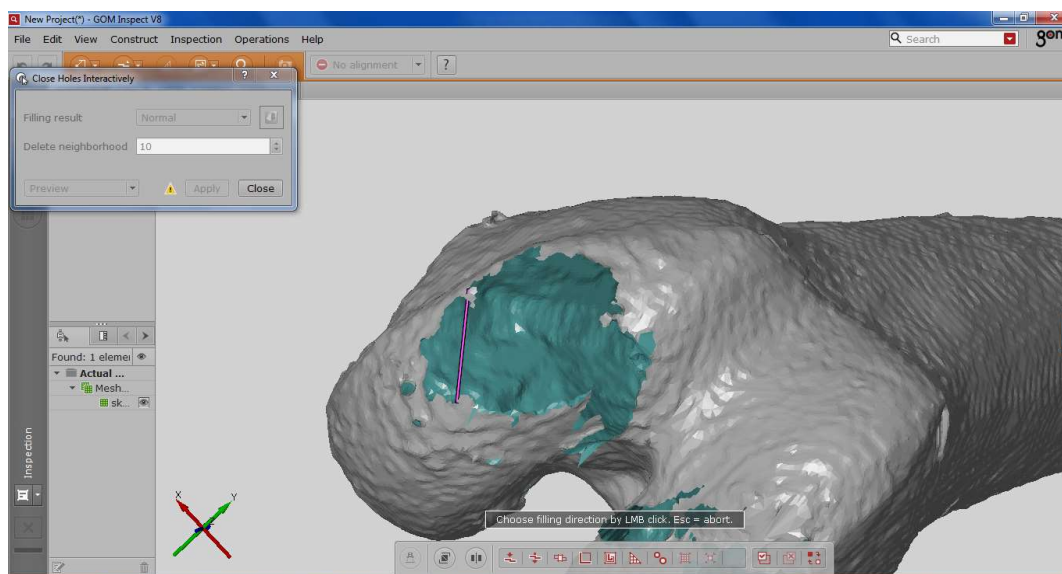 New Project(*) - GOM Inspect V8
File Edit View Construct Inspection Operations Help
Search
gom
No alignment
?
Close Holes Interactively
?
X
Filling result Normal
Delete neighborhood 10
Preview Apply Close
Found: 1 elemei
Actual ...
Mesh...
sk...
Inspection
X
Y
Choose filling direction by LMB click. Esc = abort.